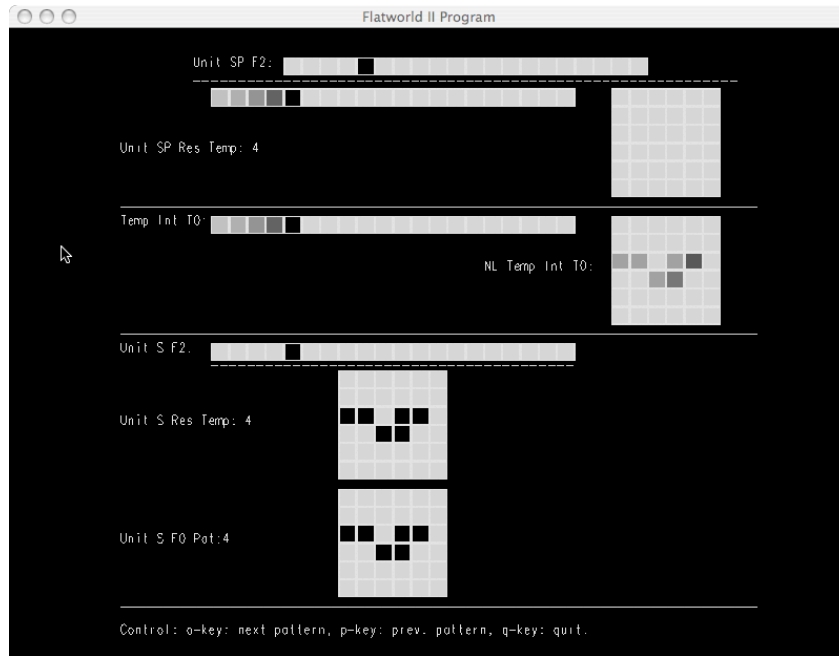 Flatworld II Program
Unit SP F2:
Unit SP Res Temp: 4
Temp Int T0:
NL Temp Int T0:
Unit S F2.
Unit S Res Temp: 4
Unit S F0 Pat:4
Control: o-key: next pattern, p-key: prev. pattern, q-key: quit.